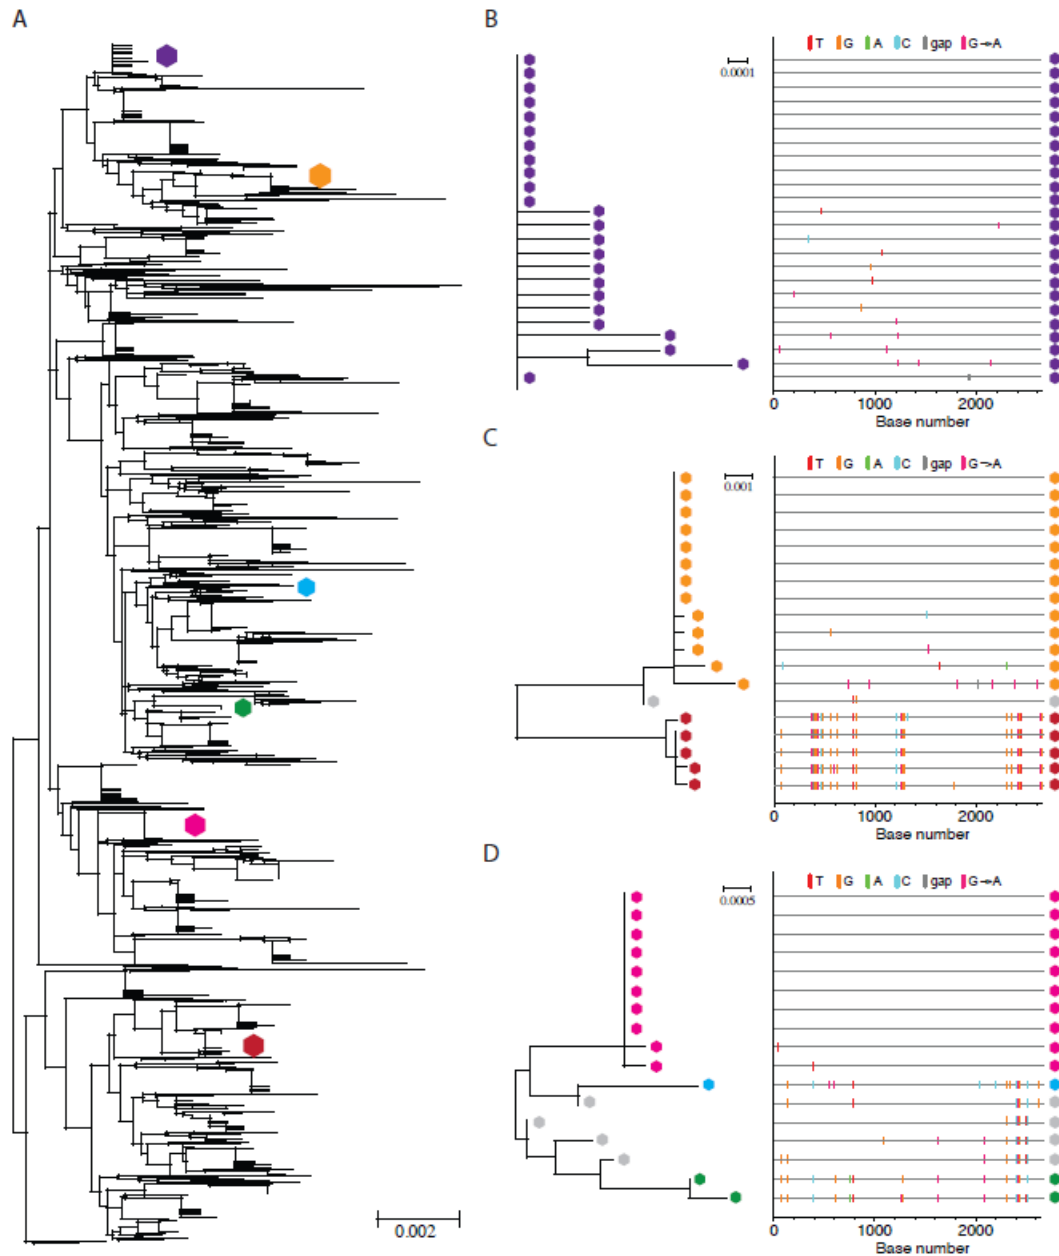 A
B
T G A C gap G→A
0.0001
0 1000 2000
Base number
C
T G A C gap G→A
0.001
0 1000 2000
Base number
D
T G A C gap G→A
0.0005
0 1000 2000
Base number
0.002